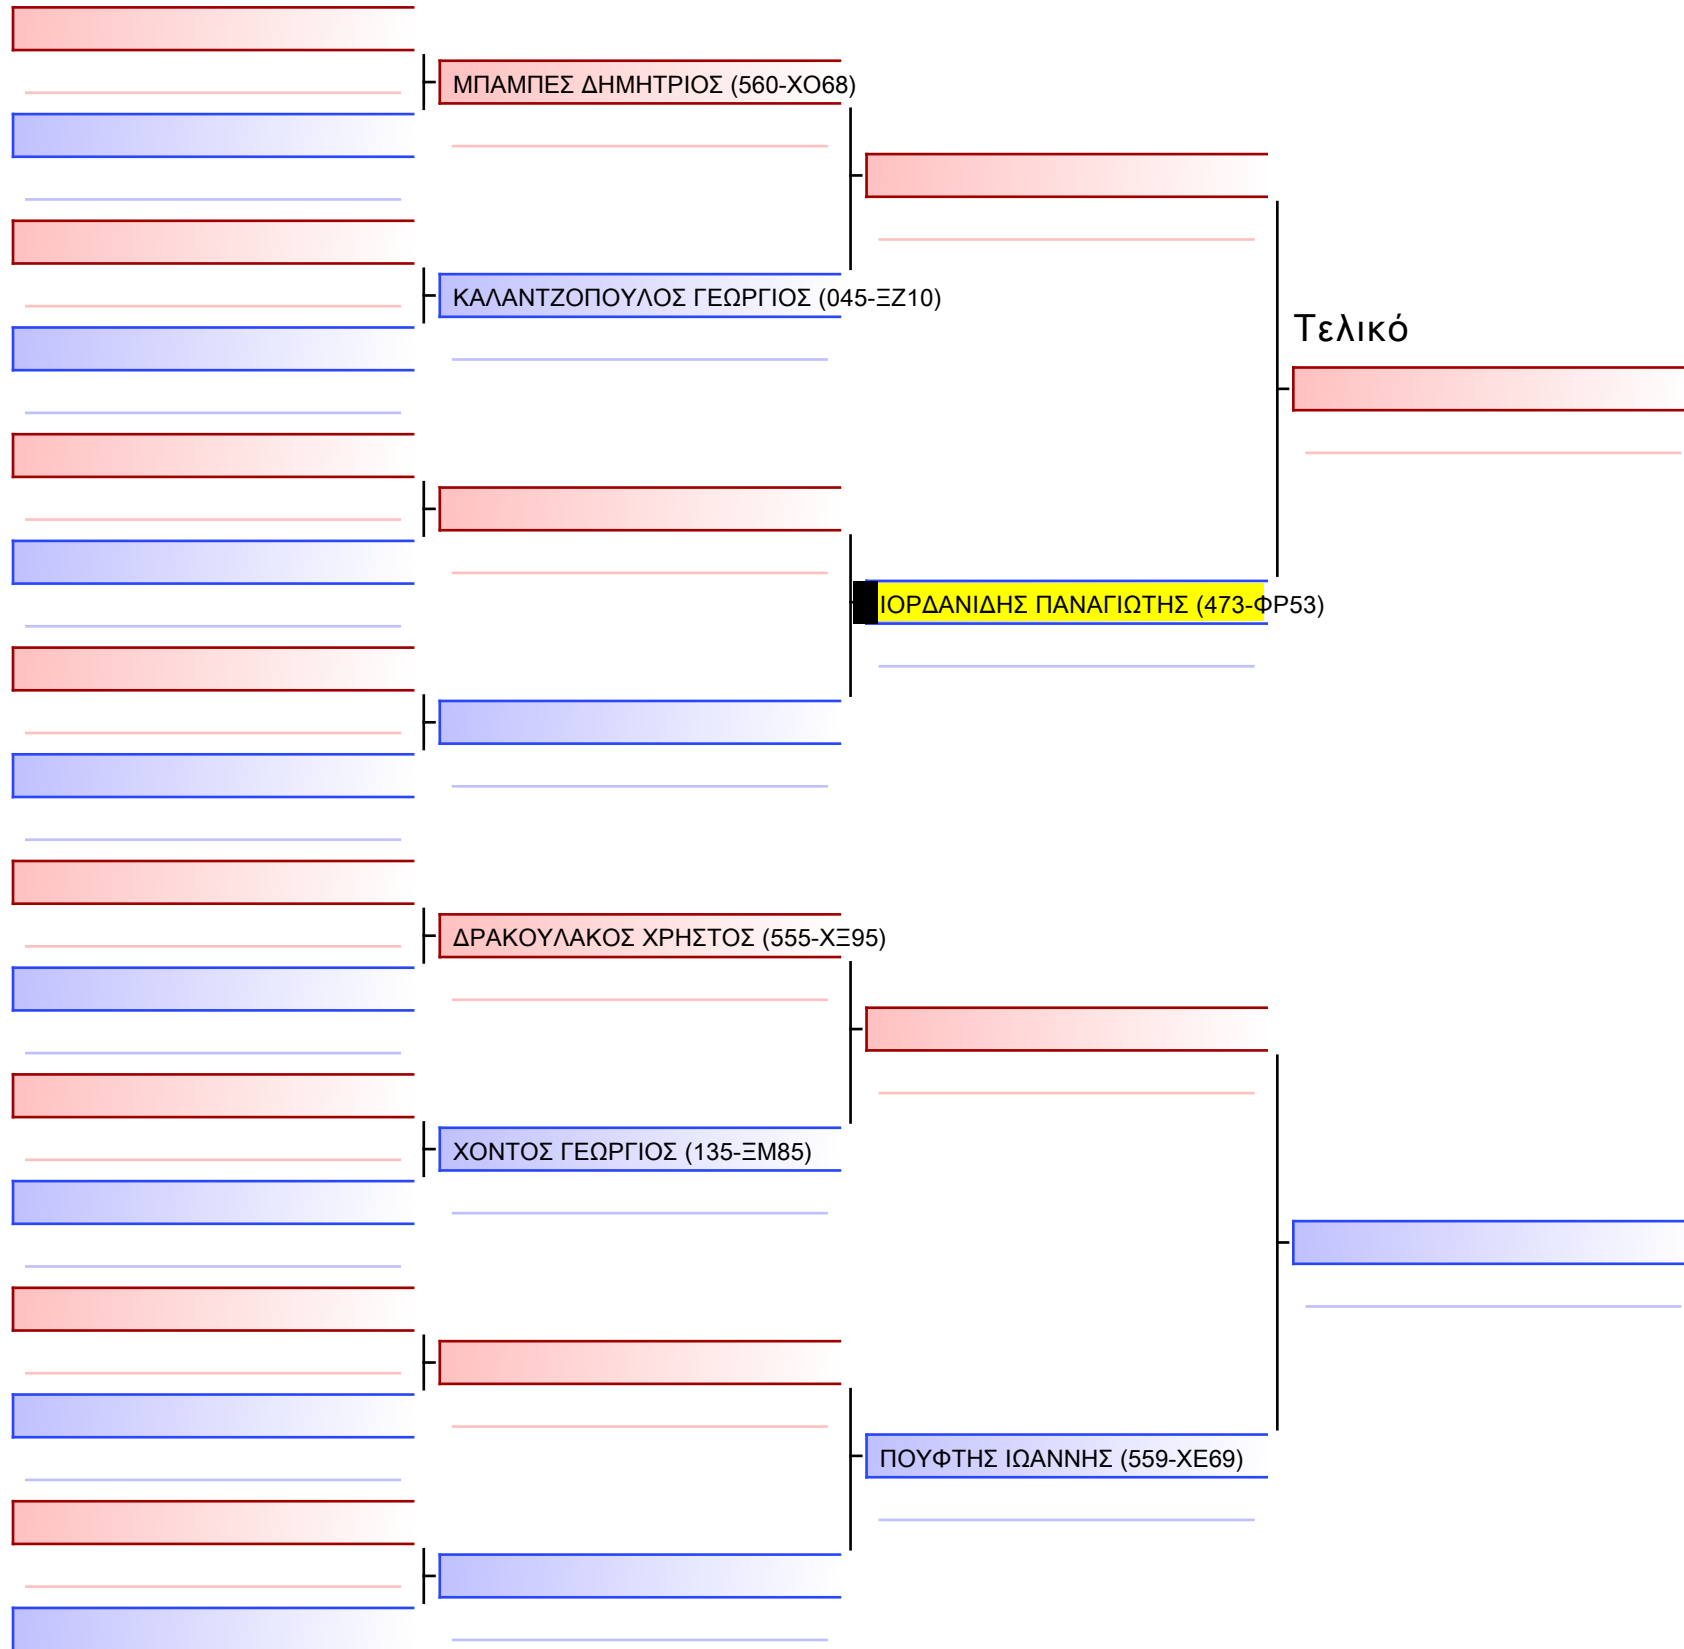 ΜΠΑΜΠΕΣ ΔΗΜΗΤΡΙΟΣ (560-ΧΟ68)
ΚΑΛΑΝΤΖΟΠΟΥΛΟΣ ΓΕΩΡΓΙΟΣ (045-ΞΖ10)
Τελικό
ΙΟΡΔΑΝΙΔΗΣ ΠΑΝΑΓΙΩΤΗΣ (473-ΦΡ53)
ΔΡΑΚΟΥΛΑΚΟΣ ΧΡΗΣΤΟΣ (555-ΧΞ95)
ΧΟΝΤΟΣ ΓΕΩΡΓΙΟΣ (135-ΞΜ85)
ΠΟΥΦΤΗΣ ΙΩΑΝΝΗΣ (559-ΧΕ69)